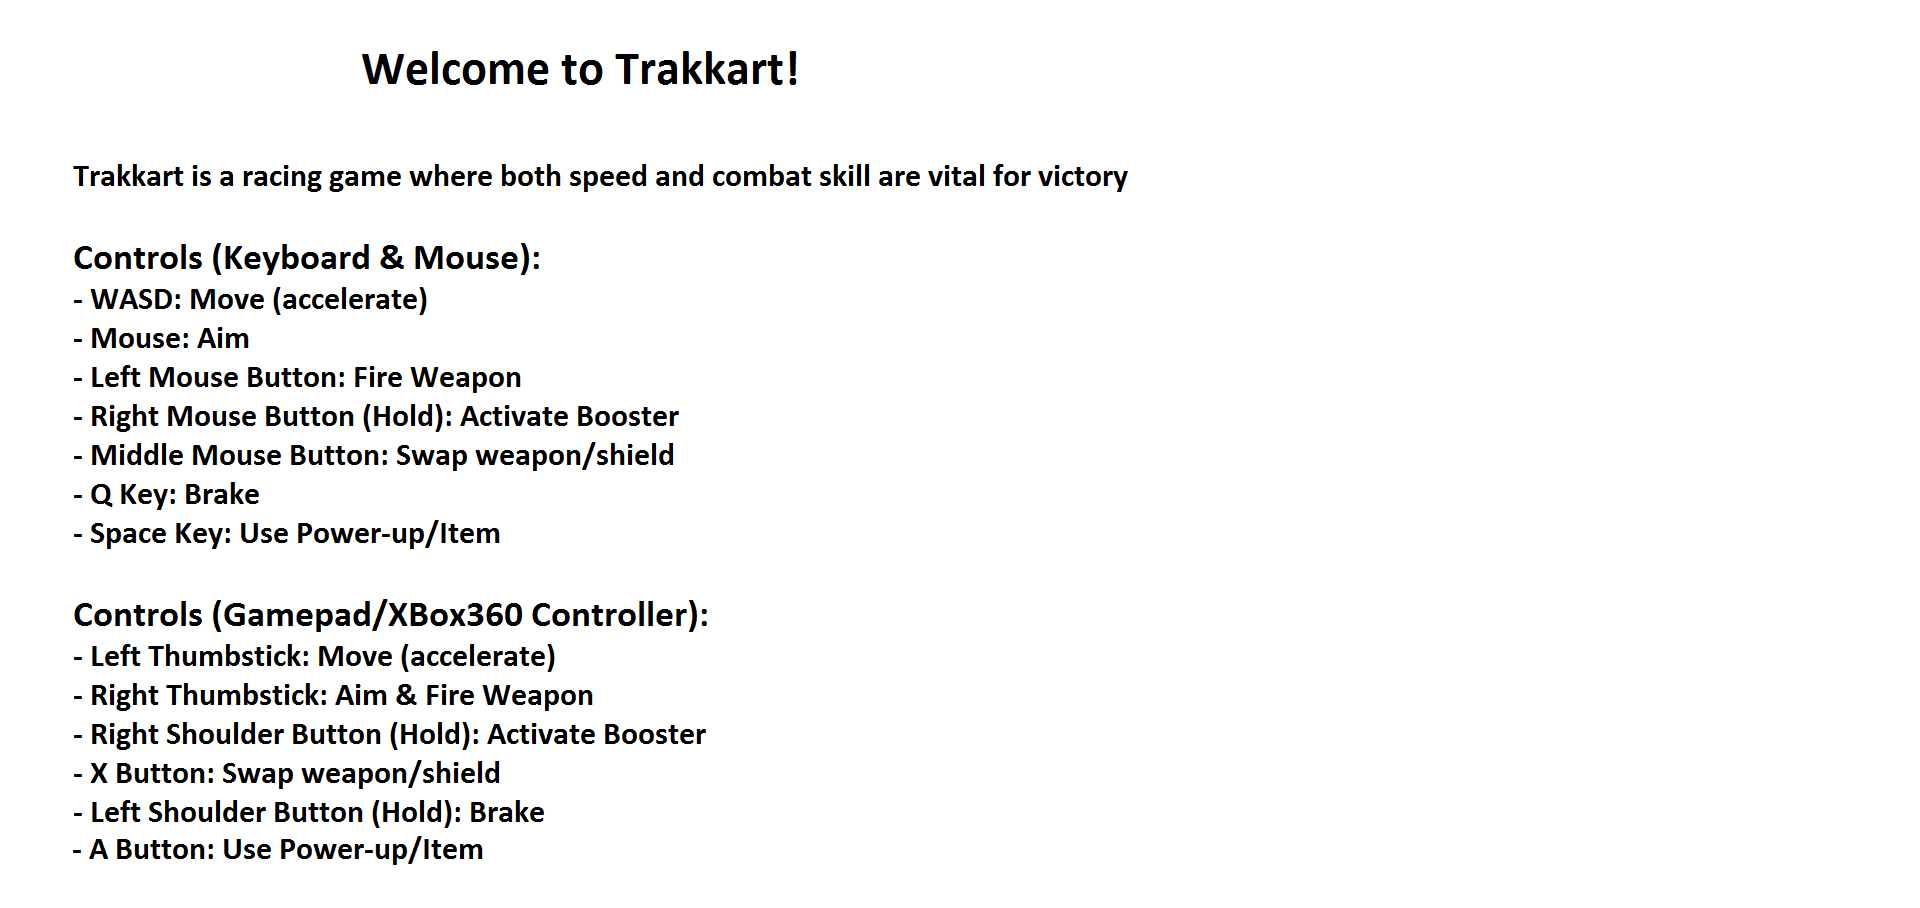 Welcome to Trakkart!
Trakkart is a racing game where both speed and combat skill are vital for victory
Controls (Keyboard & Mouse):
- WASD: Move (accelerate)
- Mouse: Aim
- Left Mouse Button: Fire Weapon
- Right Mouse Button (Hold): Activate Booster
- Middle Mouse Button: Swap weapon/shield
- Q Key: Brake
- Space Key: Use Power-up/Item
Controls (Gamepad/XBox360 Controller):
- Left Thumbstick: Move (accelerate)
- Right Thumbstick: Aim & Fire Weapon
- Right Shoulder Button (Hold): Activate Booster
- X Button: Swap weapon/shield
- Left Shoulder Button (Hold): Brake
- A Button: Use Power-up/Item